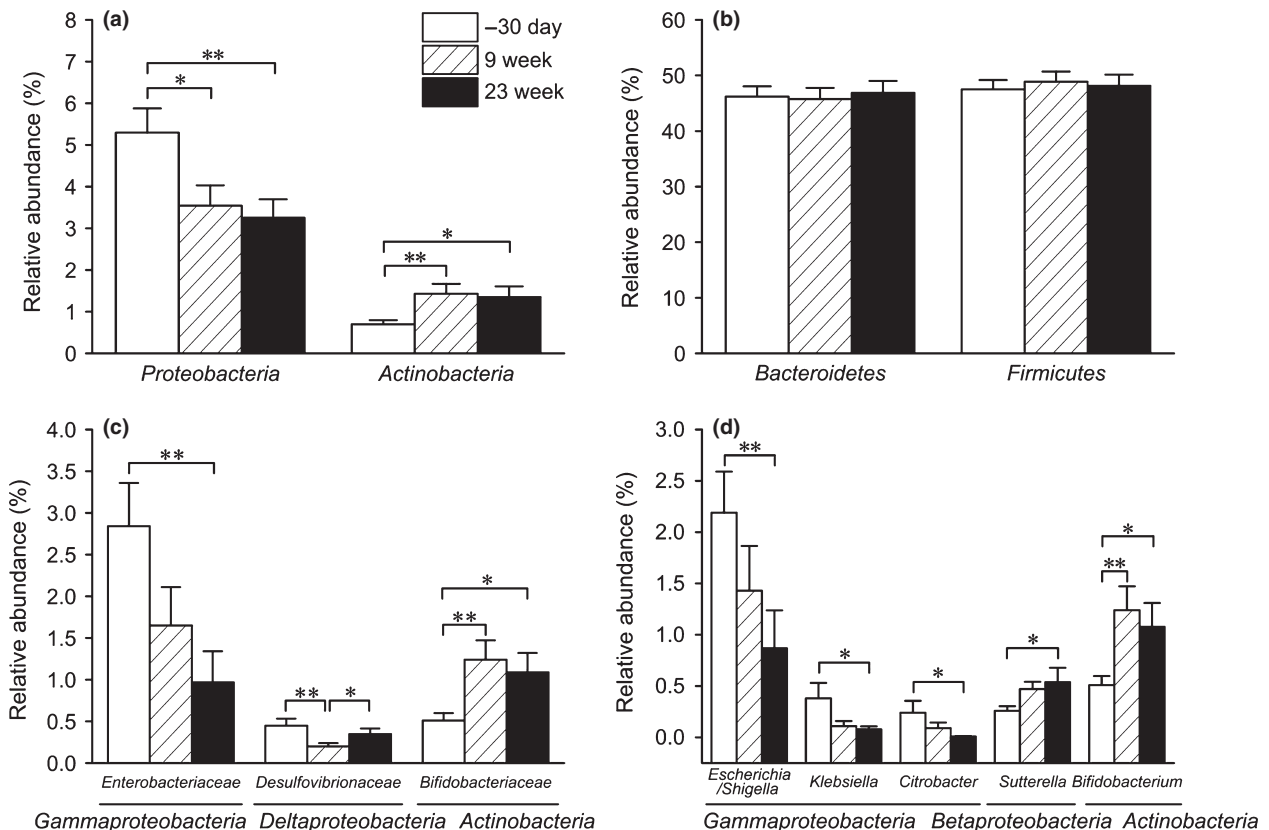 (a)
Relative abundance (%)
8
7
6
5
4
3
2
1
0
–30 day
9 week
23 week
**
*
*
**
Proteobacteria
Actinobacteria
(b)
Relative abundance (%)
60
50
40
30
20
10
0
Bacteroidetes
Firmicutes
(c)
Relative abundance (%)
4.0
3.5
3.0
2.5
2.0
1.5
1.0
0.5
0.0
**
**
*
*
**
Enterobacteriaceae
Desulfovibrionaceae
Bifidobacteriaceae
Gammaproteobacteria
Deltaproteobacteria
Actinobacteria
(d)
Relative abundance (%)
3.0
2.5
2.0
1.5
1.0
0.5
0.0
**
*
*
*
*
**
Escherichia
/Shigella
Klebsiella
Citrobacter
Sutterella
Bifidobacterium
Gammaproteobacteria
Betaproteobacteria
Actinobacteria